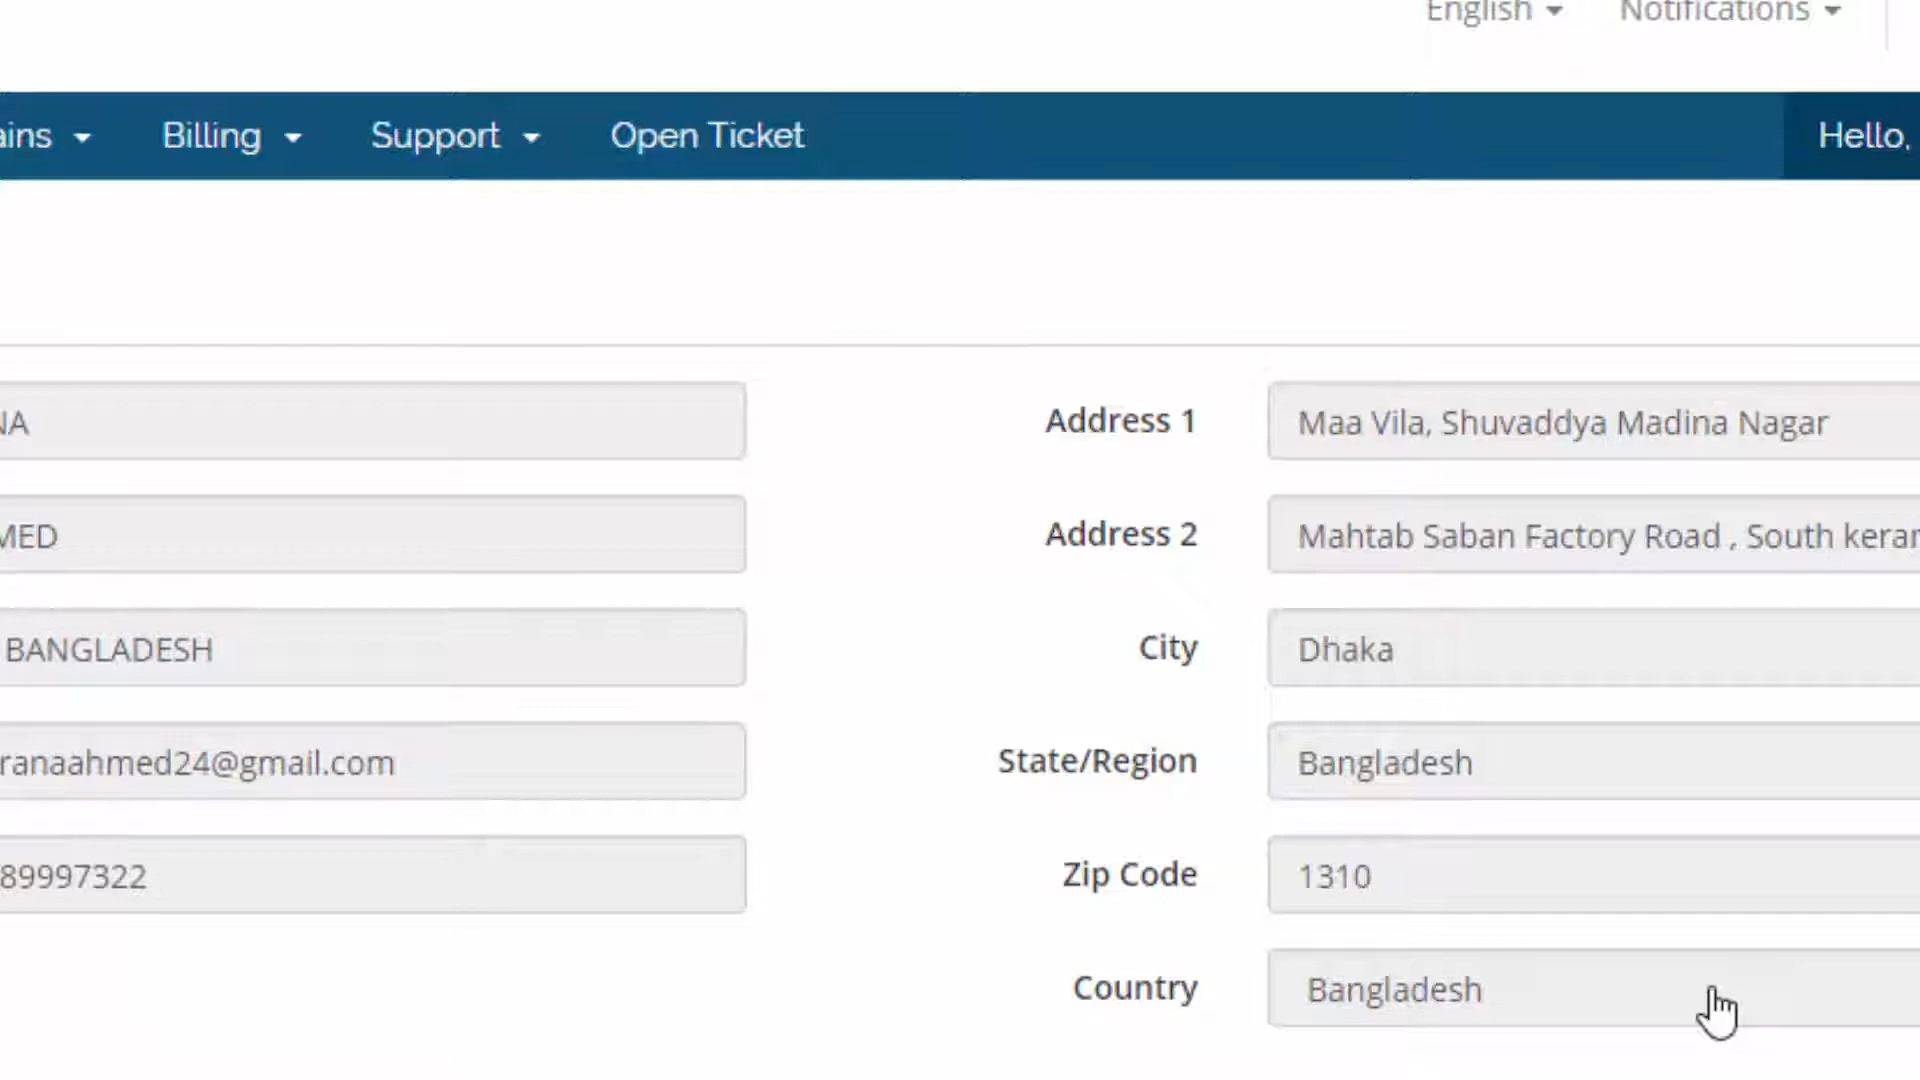 English Notifications
ains Billing Support Open Ticket Hello,
NA Address 1 Maa Vila, Shuvaddya Madina Nagar
MED Address 2 Mahtab Saban Factory Road , South keran
BANGLADESH City Dhaka
ranaahmed24@gmail.com State/Region Bangladesh
89997322 Zip Code 1310
Country Bangladesh